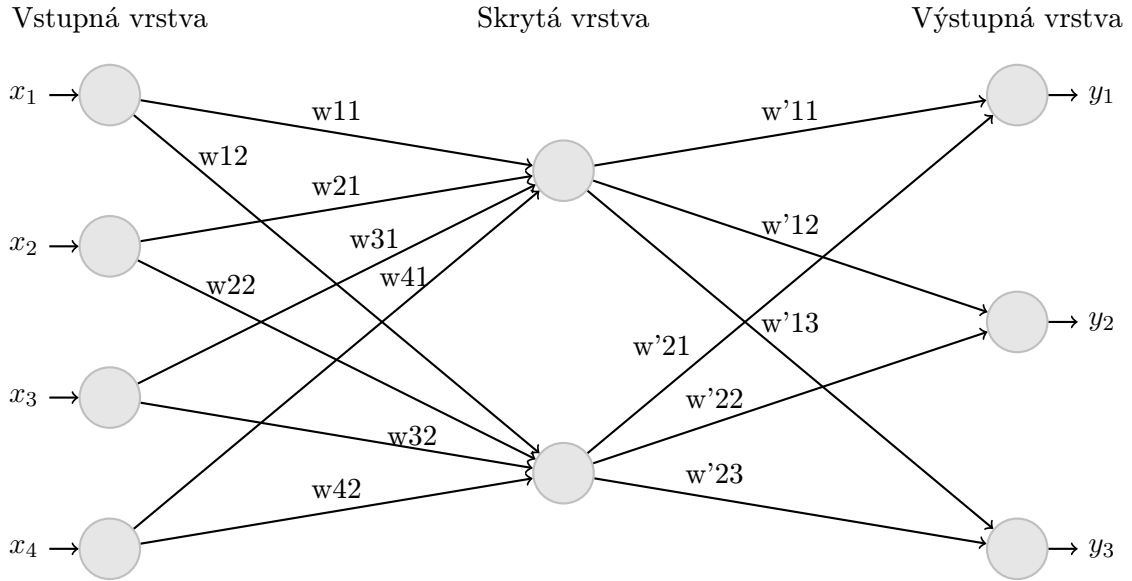 Vstupná vrstva
Skrytá vrstva
Výstupná vrstva
x₁
w11
w'11
y₁
w12
w21
w'12
x₂
w31
w22
w41
w'13
y₂
w'21
x₃
w'22
w32
w42
w'23
x₄
y₃